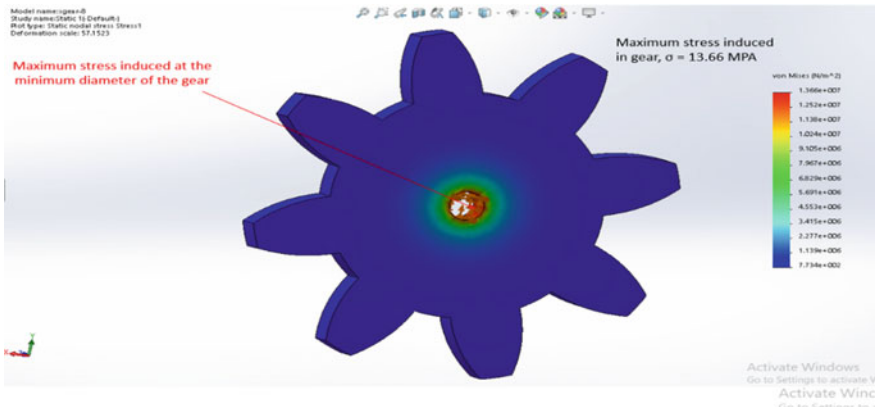 Model name:sgear-8
Study name:Static 1(-Default-)
Plot type: Static nodal stress Stress1
Deformation scale: 57.1523
Maximum stress induced at the
minimum diameter of the gear
Maximum stress induced
in gear, σ = 13.66 MPA
von Mises (N/m^2)
1.366e+007
1.252e+007
1.138e+007
1.024e+007
9.105e+006
7.967e+006
6.829e+006
5.691e+006
4.553e+006
3.415e+006
2.277e+006
1.139e+006
7.734e+002
Activate Windows
Go to Settings to activate
Activate Winc